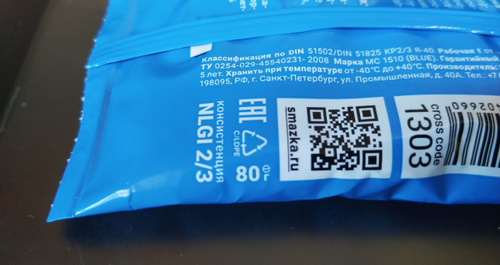 Классификация по DIN 51502/DIN 51825 KP2/3 R-40. Рабочая t от
ТУ 0254-029-45540231-2008 Марка МС 1510 (BLUE). Гарантийный
5 лет. Хранить при температуре от -40°С до +40°С. Производитель:
198095, РФ, г. Санкт-Петербург, ул. Промышленная, д. 40А. Тел.: +7
консистенция
NLGI 2/3
EAC
C/LDPE
80 г
smazka.ru
cross code
1303
402660